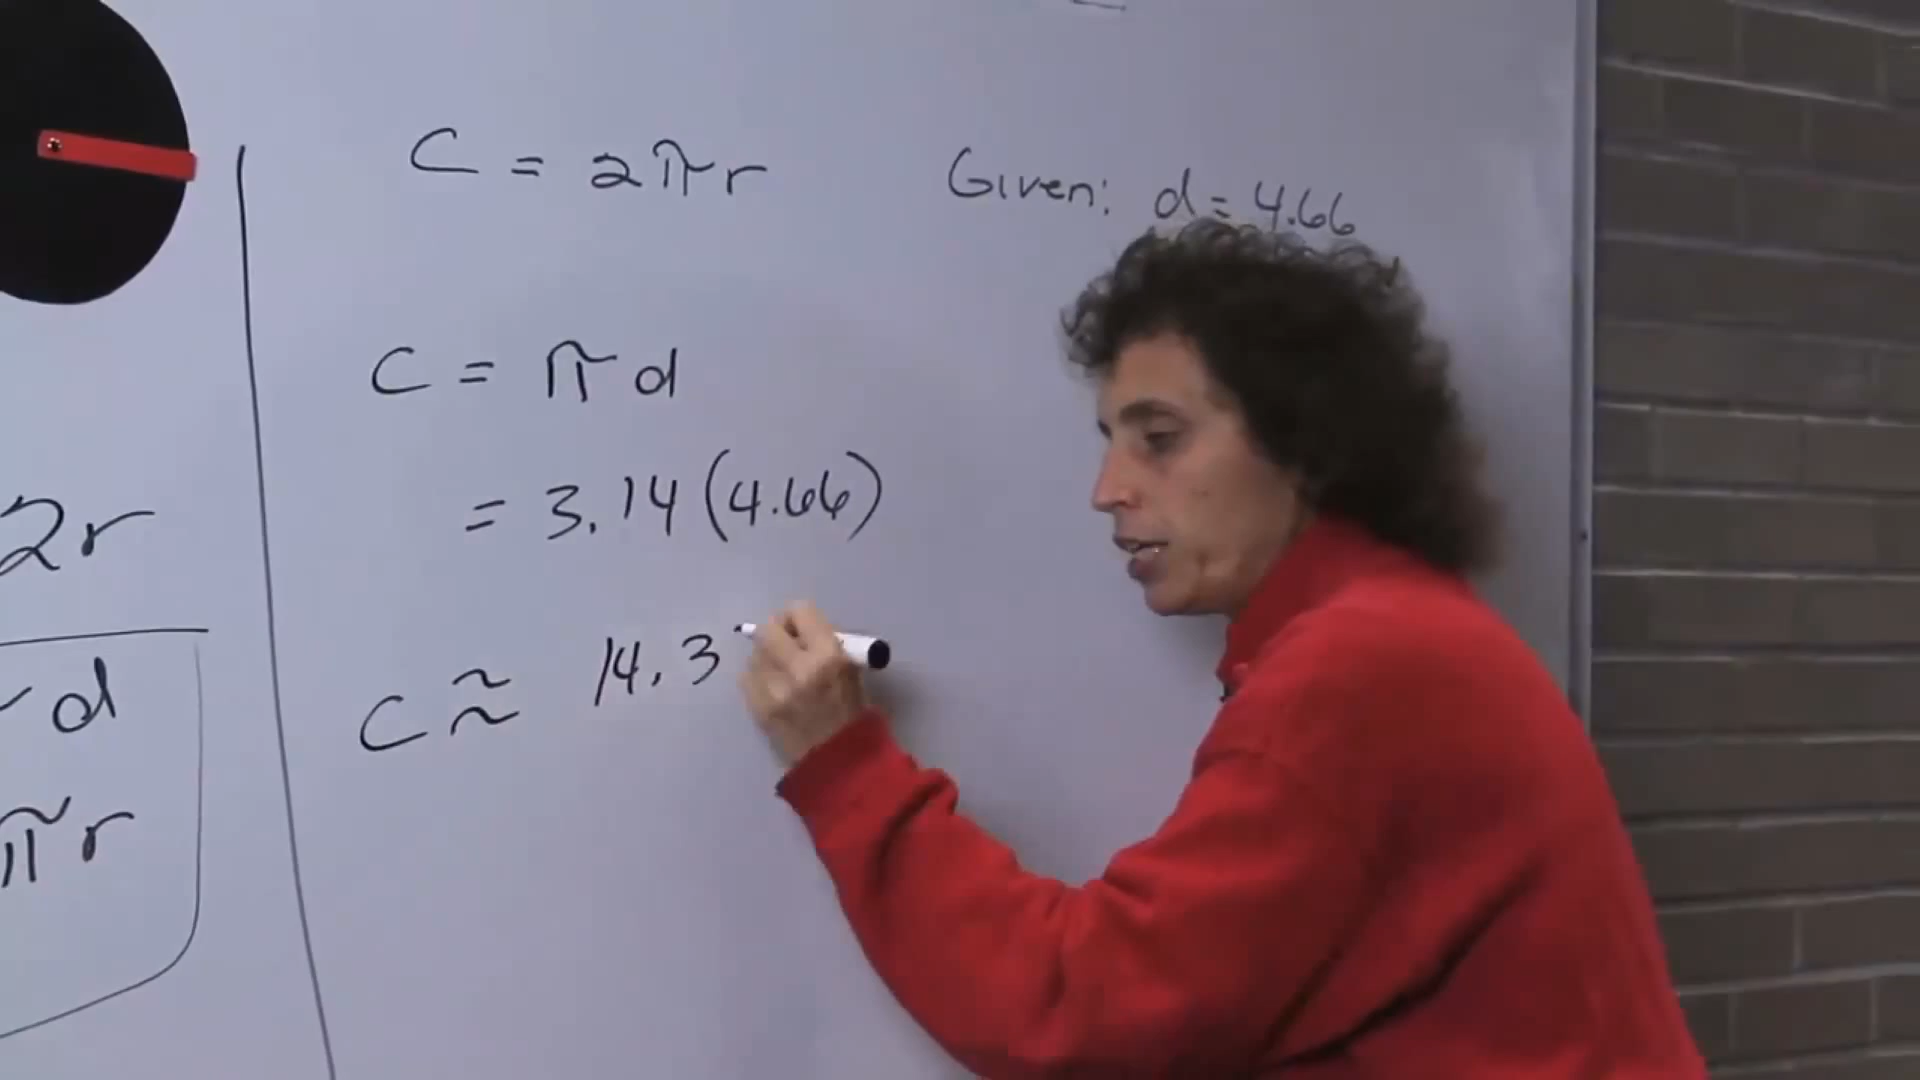 C = 2πr
Given: d = 4.66
C = πd
= 3.14 (4.66)
C ≈ 14.3
2r
d
πr